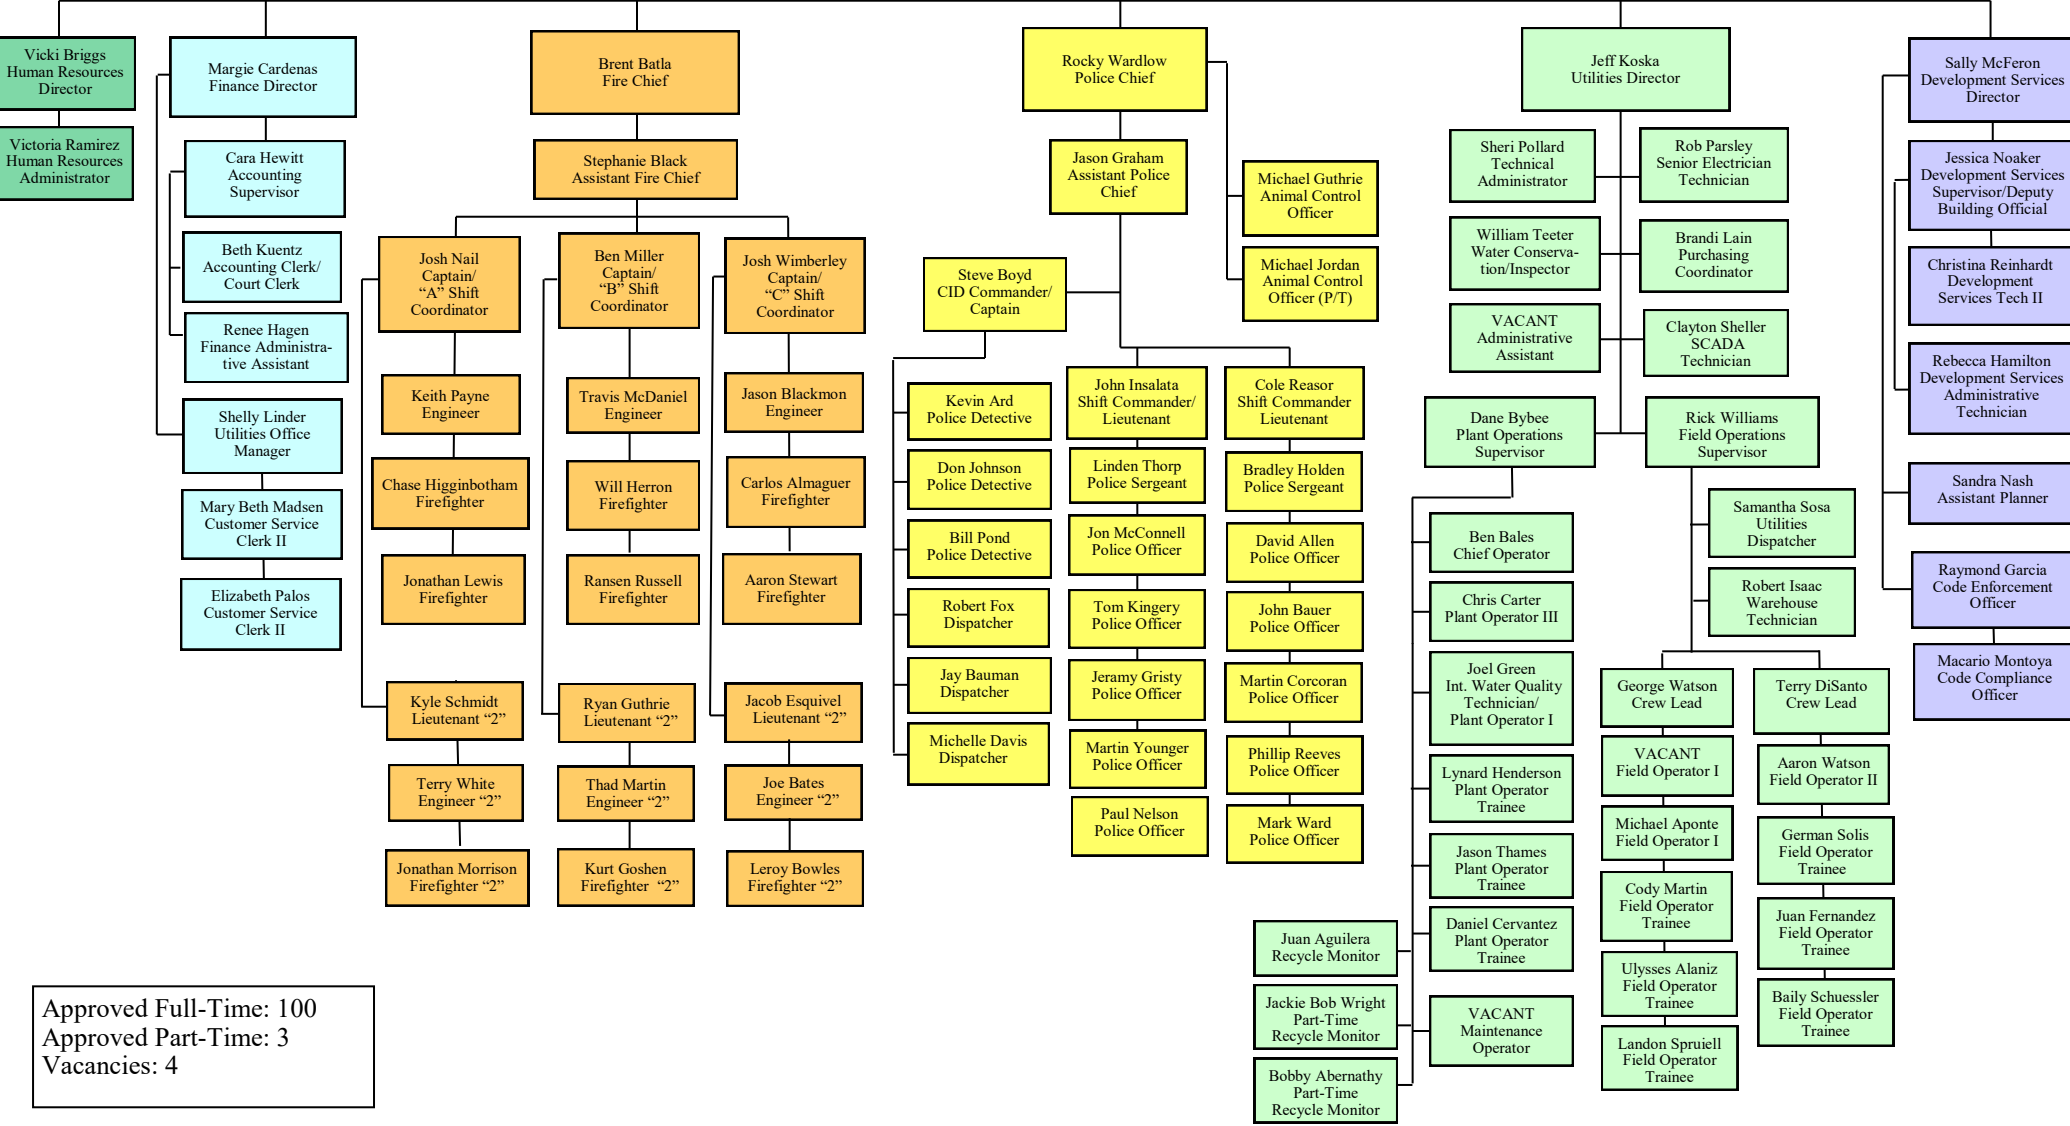 Vicki Briggs
Human Resources
Director
Victoria Ramirez
Human Resources
Administrator
Margie Cardenas
Finance Director
Cara Hewitt
Accounting
Supervisor
Beth Kuentz
Accounting Clerk/
Court Clerk
Renee Hagen
Finance Administra-
tive Assistant
Shelly Linder
Utilities Office
Manager
Mary Beth Madsen
Customer Service
Clerk II
Elizabeth Palos
Customer Service
Clerk II
Brent Batla
Fire Chief
Stephanie Black
Assistant Fire Chief
Josh Nail
Captain/
“A” Shift
Coordinator
Keith Payne
Engineer
Chase Higginbotham
Firefighter
Jonathan Lewis
Firefighter
Kyle Schmidt
Lieutenant “2”
Terry White
Engineer “2”
Jonathan Morrison
Firefighter “2”
Ben Miller
Captain/
“B” Shift
Coordinator
Travis McDaniel
Engineer
Will Herron
Firefighter
Ransen Russell
Firefighter
Ryan Guthrie
Lieutenant “2”
Thad Martin
Engineer “2”
Kurt Goshen
Firefighter “2”
Josh Wimberley
Captain/
“C” Shift
Coordinator
Jason Blackmon
Engineer
Carlos Almaguer
Firefighter
Aaron Stewart
Firefighter
Jacob Esquivel
Lieutenant “2”
Joe Bates
Engineer “2”
Leroy Bowles
Firefighter “2”
Rocky Wardlow
Police Chief
Jason Graham
Assistant Police
Chief
Michael Guthrie
Animal Control
Officer
Michael Jordan
Animal Control
Officer (P/T)
Steve Boyd
CID Commander/
Captain
Kevin Ard
Police Detective
Don Johnson
Police Detective
Bill Pond
Police Detective
Robert Fox
Dispatcher
Jay Bauman
Dispatcher
Michelle Davis
Dispatcher
John Insalata
Shift Commander/
Lieutenant
Linden Thorp
Police Sergeant
Jon McConnell
Police Officer
Tom Kingery
Police Officer
Jeramy Gristy
Police Officer
Martin Younger
Police Officer
Paul Nelson
Police Officer
Cole Reasor
Shift Commander
Lieutenant
Bradley Holden
Police Sergeant
David Allen
Police Officer
John Bauer
Police Officer
Martin Corcoran
Police Officer
Phillip Reeves
Police Officer
Mark Ward
Police Officer
Jeff Koska
Utilities Director
Sheri Pollard
Technical
Administrator
Rob Parsley
Senior Electrician
Technician
William Teeter
Water Conserva-
tion/Inspector
Brandi Lain
Purchasing
Coordinator
VACANT
Administrative
Assistant
Clayton Sheller
SCADA
Technician
Dane Bybee
Plant Operations
Supervisor
Rick Williams
Field Operations
Supervisor
Ben Bales
Chief Operator
Chris Carter
Plant Operator III
Joel Green
Int. Water Quality
Technician/
Plant Operator I
Lynard Henderson
Plant Operator
Trainee
Jason Thames
Plant Operator
Trainee
Daniel Cervantez
Plant Operator
Trainee
VACANT
Maintenance
Operator
Juan Aguilera
Recycle Monitor
Jackie Bob Wright
Part-Time
Recycle Monitor
Bobby Abernathy
Part-Time
Recycle Monitor
Samantha Sosa
Utilities
Dispatcher
Robert Isaac
Warehouse
Technician
George Watson
Crew Lead
VACANT
Field Operator I
Michael Aponte
Field Operator I
Cody Martin
Field Operator
Trainee
Ulysses Alaniz
Field Operator
Trainee
Landon Spruiell
Field Operator
Trainee
Terry DiSanto
Crew Lead
Aaron Watson
Field Operator II
German Solis
Field Operator
Trainee
Juan Fernandez
Field Operator
Trainee
Baily Schuessler
Field Operator
Trainee
Sally McFeron
Development Services
Director
Jessica Noaker
Development Services
Supervisor/Deputy
Building Official
Christina Reinhardt
Development
Services Tech II
Rebecca Hamilton
Development Services
Administrative
Technician
Sandra Nash
Assistant Planner
Raymond Garcia
Code Enforcement
Officer
Macario Montoya
Code Compliance
Officer
Approved Full-Time: 100
Approved Part-Time: 3
Vacancies: 4